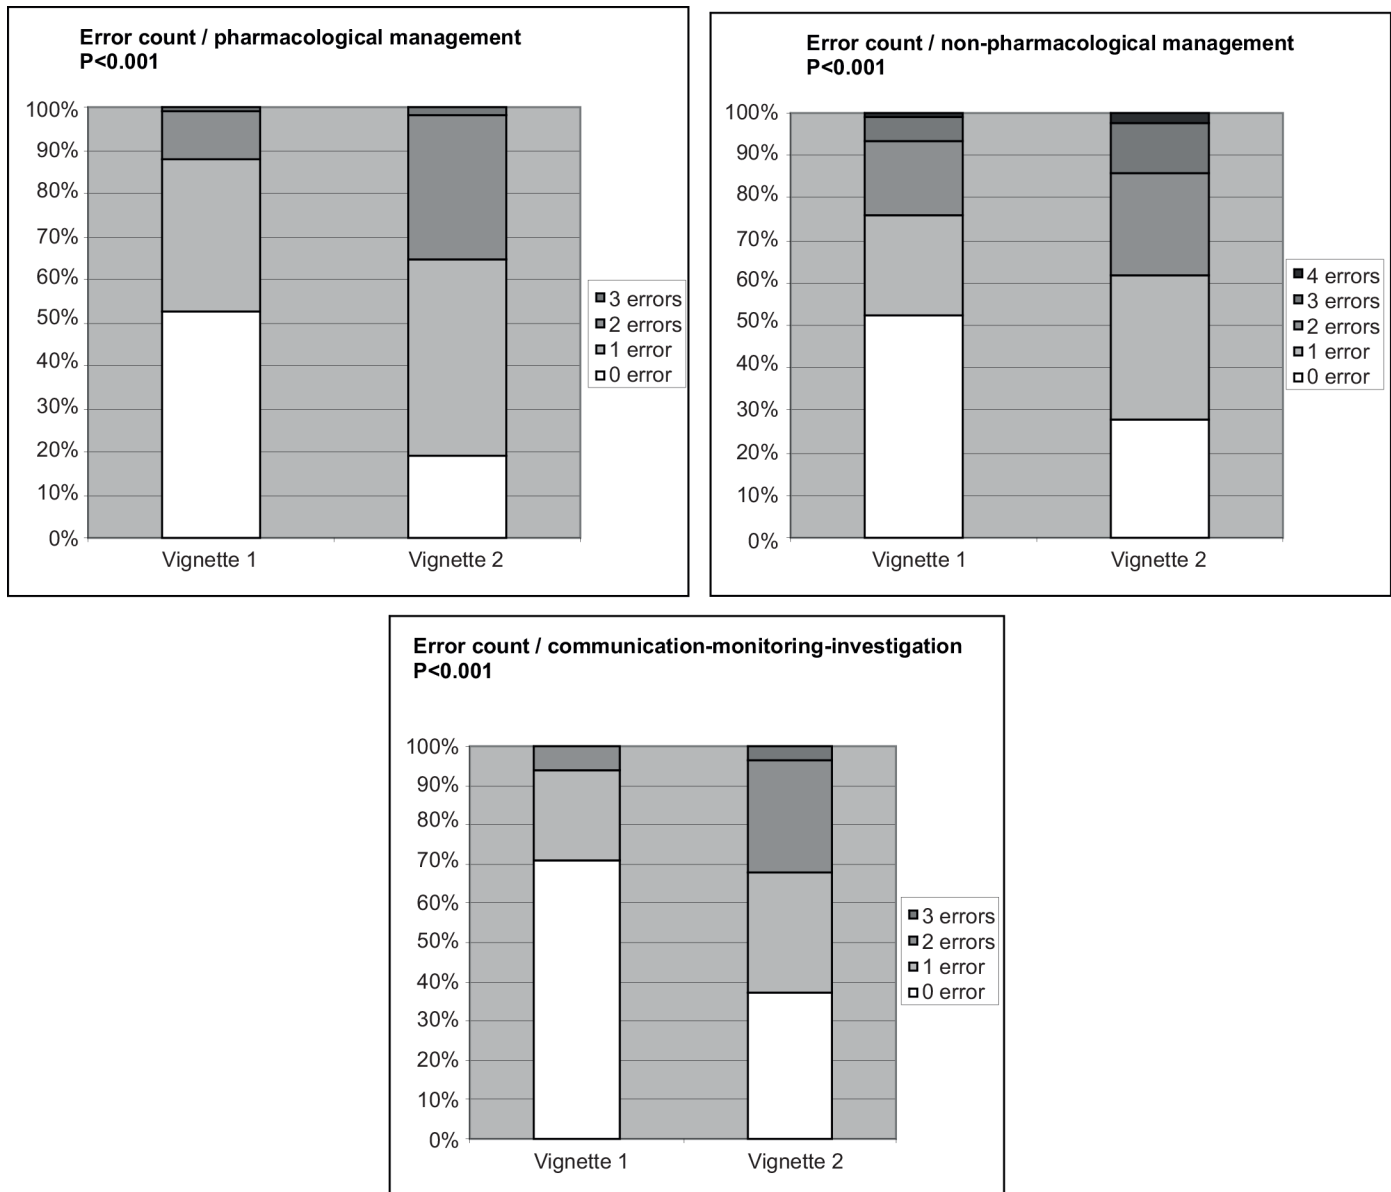 Error count / pharmacological management
P<0.001
100%
90%
80%
70%
60%
50%
40%
30%
20%
10%
0%
Vignette 1
Vignette 2
3 errors
2 errors
1 error
0 error
Error count / non-pharmacological management
P<0.001
100%
90%
80%
70%
60%
50%
40%
30%
20%
10%
0%
Vignette 1
Vignette 2
4 errors
3 errors
2 errors
1 error
0 error
Error count / communication-monitoring-investigation
P<0.001
100%
90%
80%
70%
60%
50%
40%
30%
20%
10%
0%
Vignette 1
Vignette 2
3 errors
2 errors
1 error
0 error